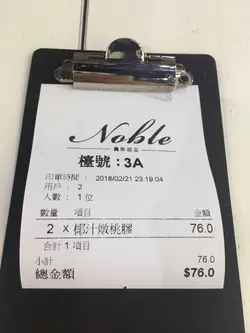 Noble
檯號：3A
印單時間： 2018/02/21 23:19:04
用戶： 2
人數： 1 位
數量 項目 金額
2 × 椰汁燉桃膠 76.0
合計 1 項目
小計 76.0
總金額 $76.0